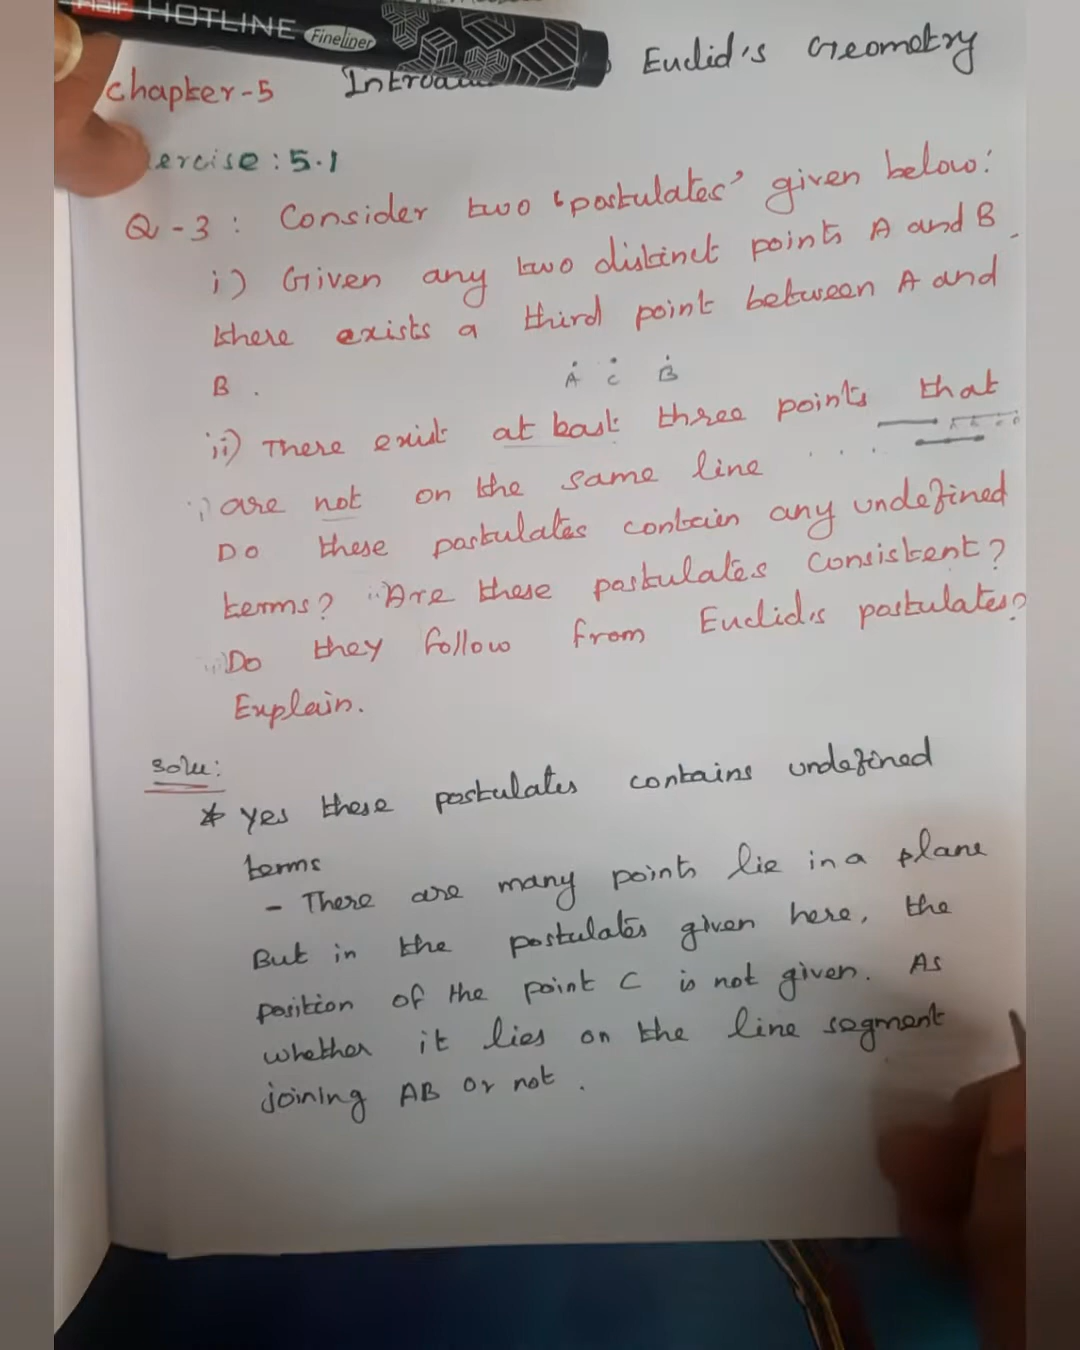 Hair HOTLINE Fineliner
Chapter-5 Introdu Euclid's Geometry
ercise : 5.1
Q-3 : Consider two 'postulates' given below:
i) Given any two distinct points A and B
there exists a third point between A and
B .
A C B
ii) There exist at least three points that
are not on the same line
Do these postulates contain any undefined
terms? Are these postulates consistent?
Do they follow from Euclid's postulates?
Explain.
Solu:
* Yes these postulates contains undefined
terms
- There are many points lie in a plane
But in the postulates given here, the
position of the point C is not given. As
whether it lies on the line segment
joining AB or not .